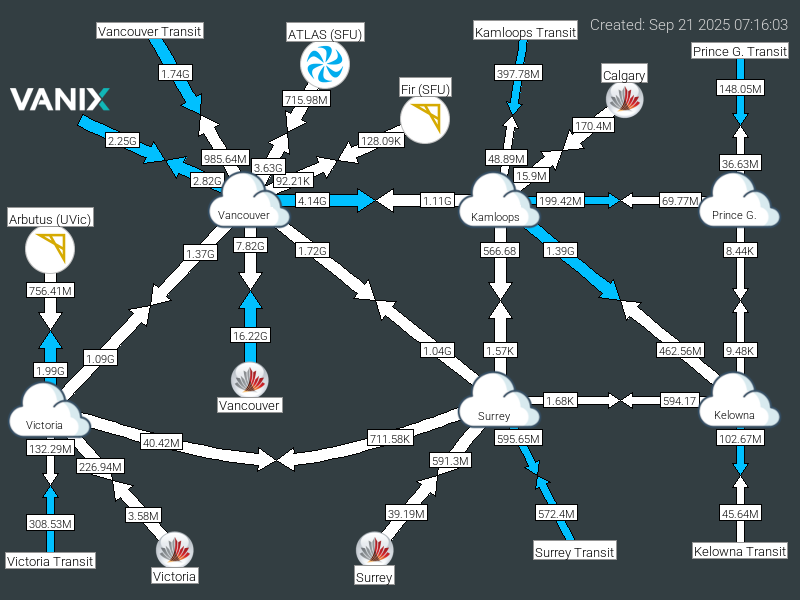 Created: Sep 21 2025 07:16:03
Vancouver Transit
ATLAS (SFU)
Kamloops Transit
Prince G. Transit
1.74G
397.78M
Calgary
148.05M
VANIX
715.98M
Fir (SFU)
2.25G
170.4M
128.09K
985.64M
48.89M
36.63M
3.63G
2.82G
92.21K
15.9M
4.14G
1.11G
199.42M
69.77M
Vancouver
Kamloops
Prince G.
Arbutus (UVic)
1.37G
7.82G
1.72G
566.68
1.39G
8.44K
756.41M
16.22G
1.99G
1.09G
1.04G
1.57K
462.56M
9.48K
Vancouver
1.68K
594.17
Victoria
Surrey
Kelowna
40.42M
711.58K
595.65M
102.67M
132.29M
226.94M
591.3M
308.53M
3.58M
39.19M
572.4M
45.64M
Victoria Transit
Victoria
Surrey
Surrey Transit
Kelowna Transit